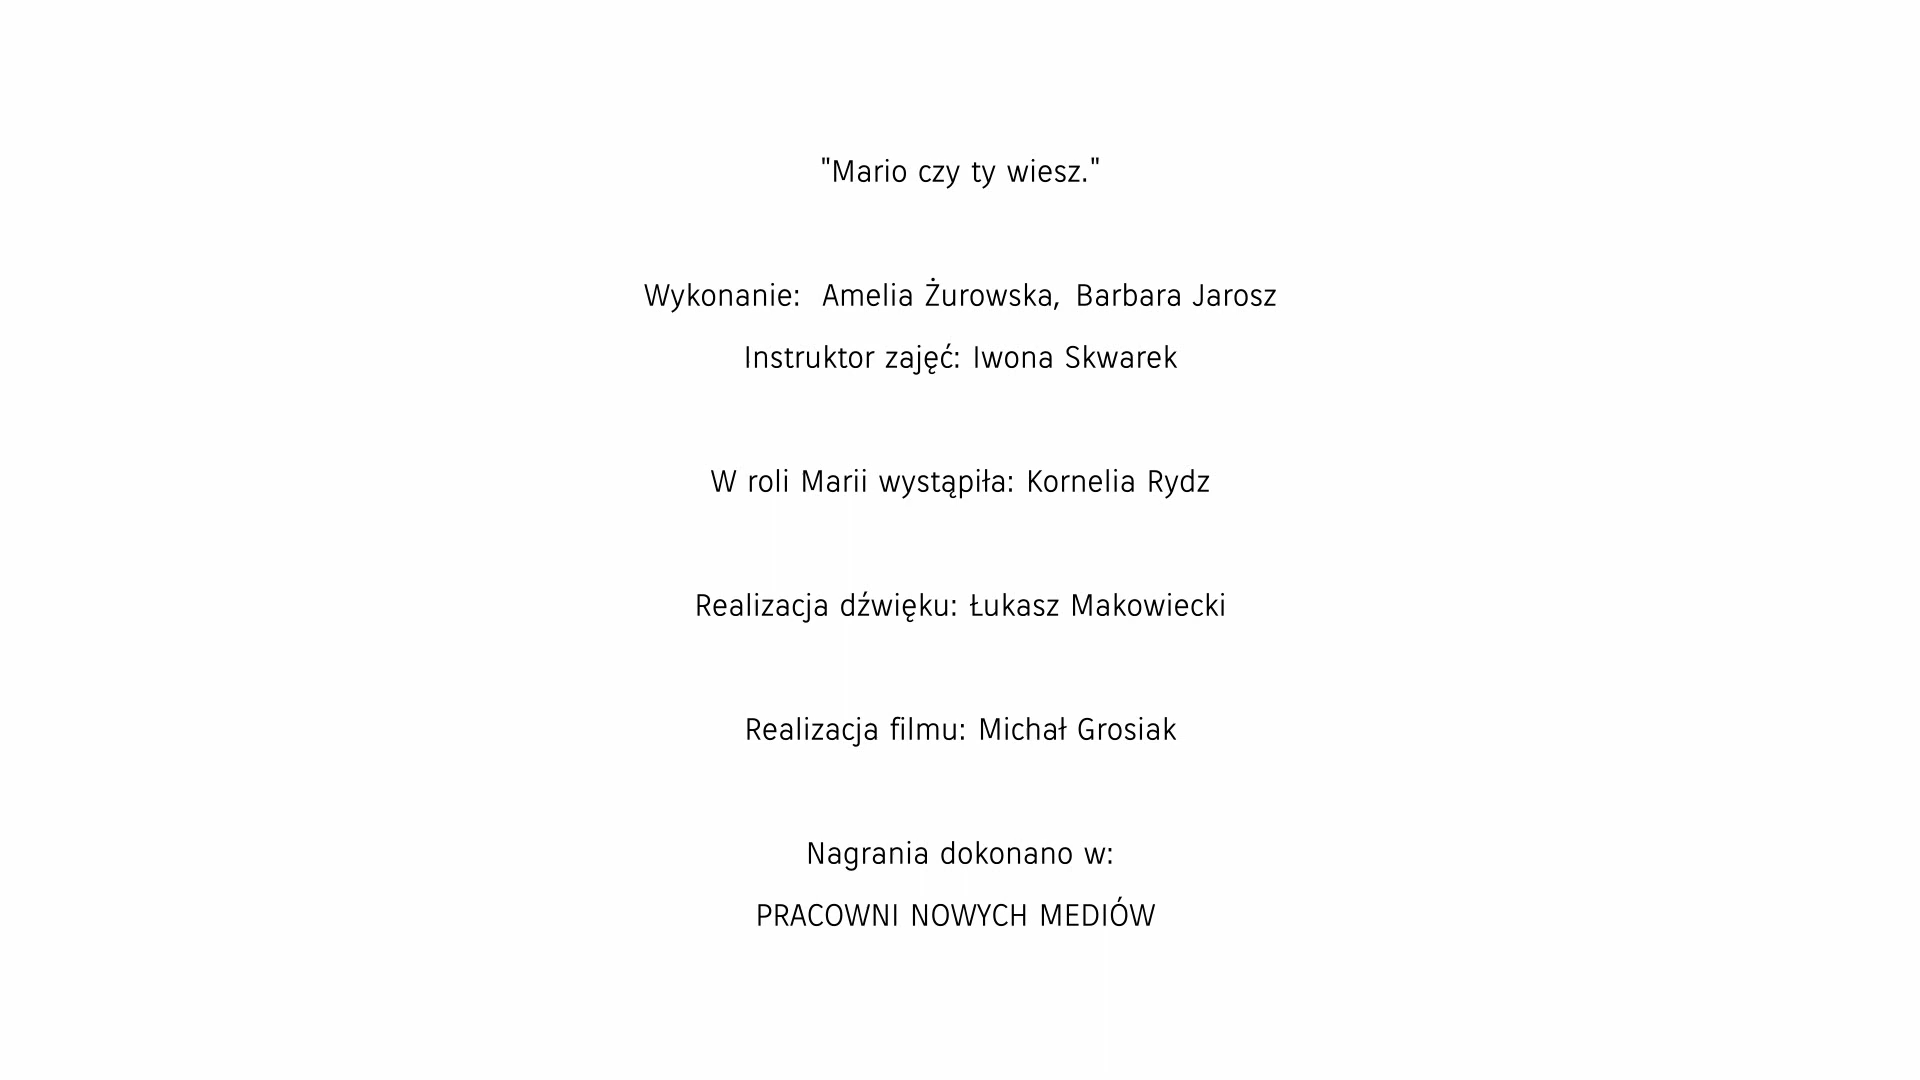 "Mario czy ty wiesz."
Wykonanie: Amelia Żurowska, Barbara Jarosz
Instruktor zajęć: Iwona Skwarek
W roli Marii wystąpiła: Kornelia Rydz
Realizacja dźwięku: Łukasz Makowiecki
Realizacja filmu: Michał Grosiak
Nagrania dokonano w:
PRACOWNI NOWYCH MEDIÓW